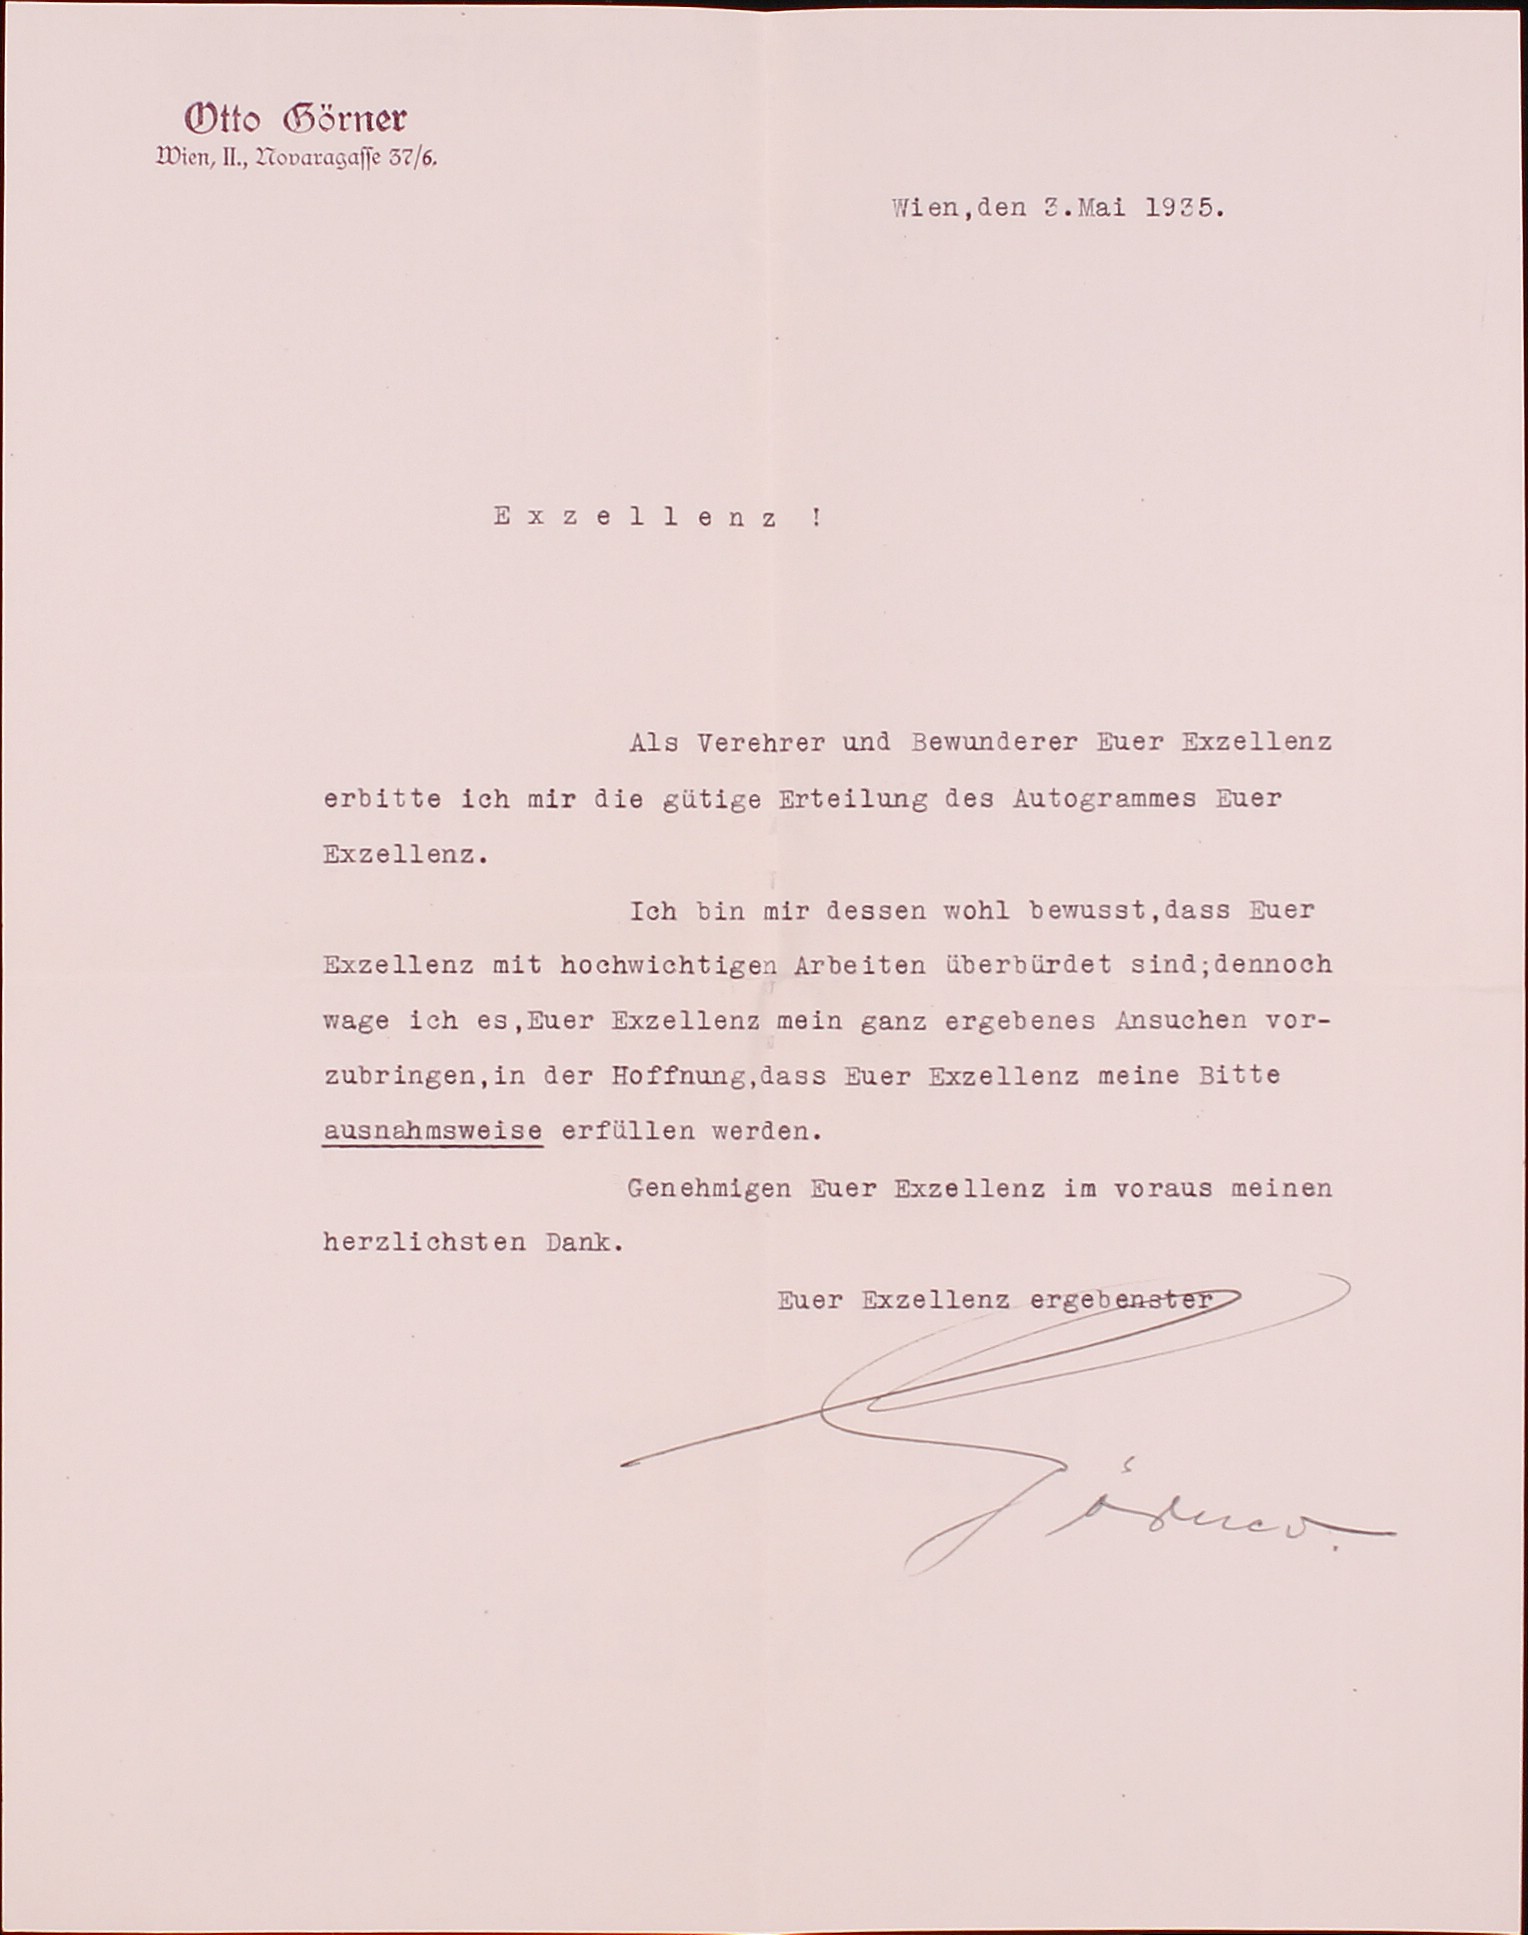 Otto Görner
Wien, II., Novaragasse 37/6.
Wien,den 3.Mai 1935.
Exzellenz !
Als Verehrer und Bewunderer Euer Exzellenz
erbitte ich mir die gütige Erteilung des Autogrammes Euer
Exzellenz.
Ich bin mir dessen wohl bewusst,dass Euer
Exzellenz mit hochwichtigen Arbeiten überbürdet sind;dennoch
wage ich es,Euer Exzellenz mein ganz ergebenes Ansuchen vor-
zubringen,in der Hoffnung,dass Euer Exzellenz meine Bitte
ausnahmsweise erfüllen werden.
Genehmigen Euer Exzellenz im voraus meinen
herzlichsten Dank.
Euer Exzellenz ergebenster
Görner.